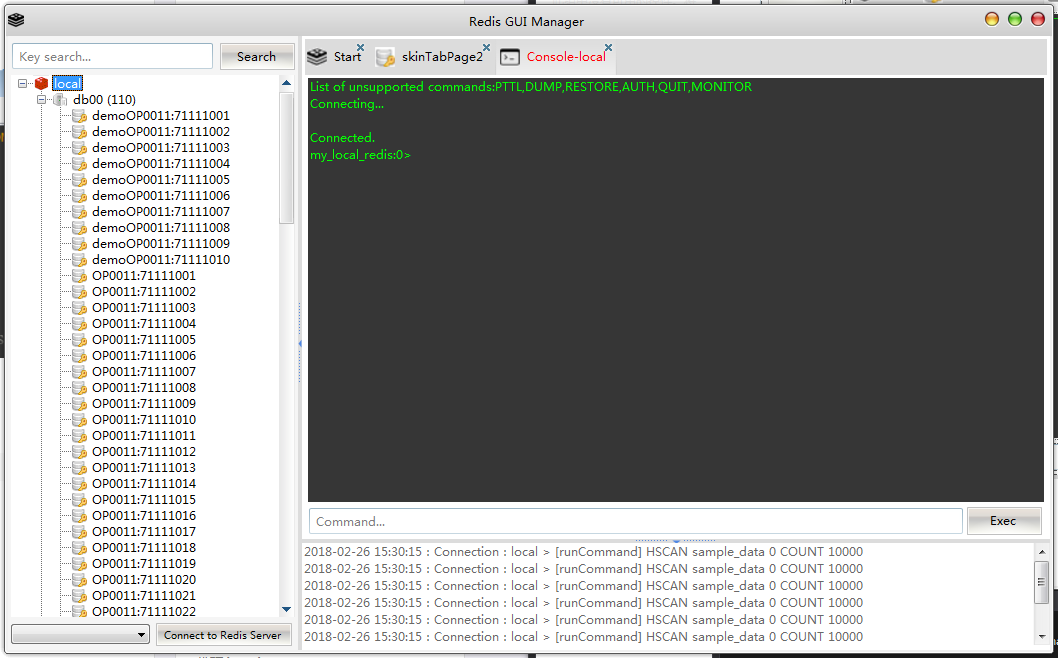 Redis GUI Manager
Key search...
Search
local
db00 (110)
demoOP0011:71111001
demoOP0011:71111002
demoOP0011:71111003
demoOP0011:71111004
demoOP0011:71111005
demoOP0011:71111006
demoOP0011:71111007
demoOP0011:71111008
demoOP0011:71111009
demoOP0011:71111010
OP0011:71111001
OP0011:71111002
OP0011:71111003
OP0011:71111004
OP0011:71111005
OP0011:71111006
OP0011:71111007
OP0011:71111008
OP0011:71111009
OP0011:71111010
OP0011:71111011
OP0011:71111012
OP0011:71111013
OP0011:71111014
OP0011:71111015
OP0011:71111016
OP0011:71111017
OP0011:71111018
OP0011:71111019
OP0011:71111020
OP0011:71111021
OP0011:71111022
Connect to Redis Server
Start
skinTabPage2
Console-local
List of unsupported commands:PTTL,DUMP,RESTORE,AUTH,QUIT,MONITOR
Connecting...
Connected.
my_local_redis:0>
Command...
Exec
2018-02-26 15:30:15 : Connection : local > [runCommand] HSCAN sample_data 0 COUNT 10000
2018-02-26 15:30:15 : Connection : local > [runCommand] HSCAN sample_data 0 COUNT 10000
2018-02-26 15:30:15 : Connection : local > [runCommand] HSCAN sample_data 0 COUNT 10000
2018-02-26 15:30:15 : Connection : local > [runCommand] HSCAN sample_data 0 COUNT 10000
2018-02-26 15:30:15 : Connection : local > [runCommand] HSCAN sample_data 0 COUNT 10000
2018-02-26 15:30:15 : Connection : local > [runCommand] HSCAN sample_data 0 COUNT 10000